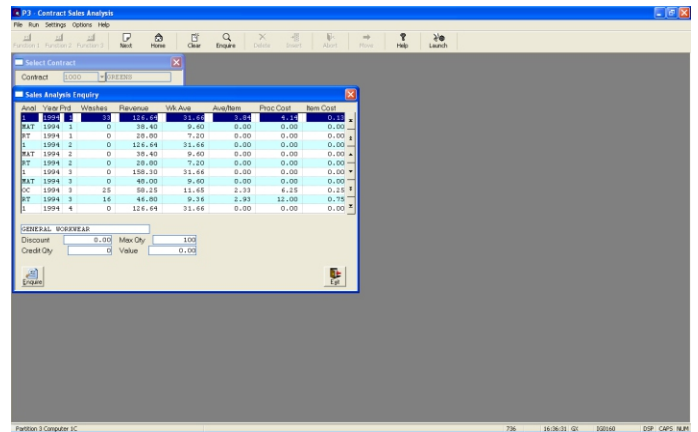 P3 - Contract Sales Analysis
File Run Settings Options Help
Function 1 Function 2 Function 3 Next Home Clear Enquire Delete Insert Abort Move Help Launch
Select Contract
Contract 1000 GREENS
Sales Analysis Enquiry
Anal Year Prd Washes Revenue Wk Ave Ave/Item Proc Cost Item Cost
1 1994 1 33 126.64 31.66 3.84 4.14 0.13
MAT 1994 1 0 38.40 9.60 0.00 0.00 0.00
RT 1994 1 0 28.80 7.20 0.00 0.00 0.00
1 1994 2 0 126.64 31.66 0.00 0.00 0.00
MAT 1994 2 0 38.40 9.60 0.00 0.00 0.00
RT 1994 2 0 28.80 7.20 0.00 0.00 0.00
1 1994 3 0 158.30 31.66 0.00 0.00 0.00
MAT 1994 3 0 48.00 9.60 0.00 0.00 0.00
OC 1994 3 25 58.25 11.65 2.33 6.25 0.25
RT 1994 3 16 46.80 9.36 2.93 12.00 0.75
1 1994 4 0 126.64 31.66 0.00 0.00 0.00
GENERAL WORKWEAR
Discount 0.00 Max Qty 100
Credit Qty 0 Value 0.00
Enquire Exit
Partition 3 Computer 1C 736 16:36:31 GX IG0160 DSP CAPS NUM